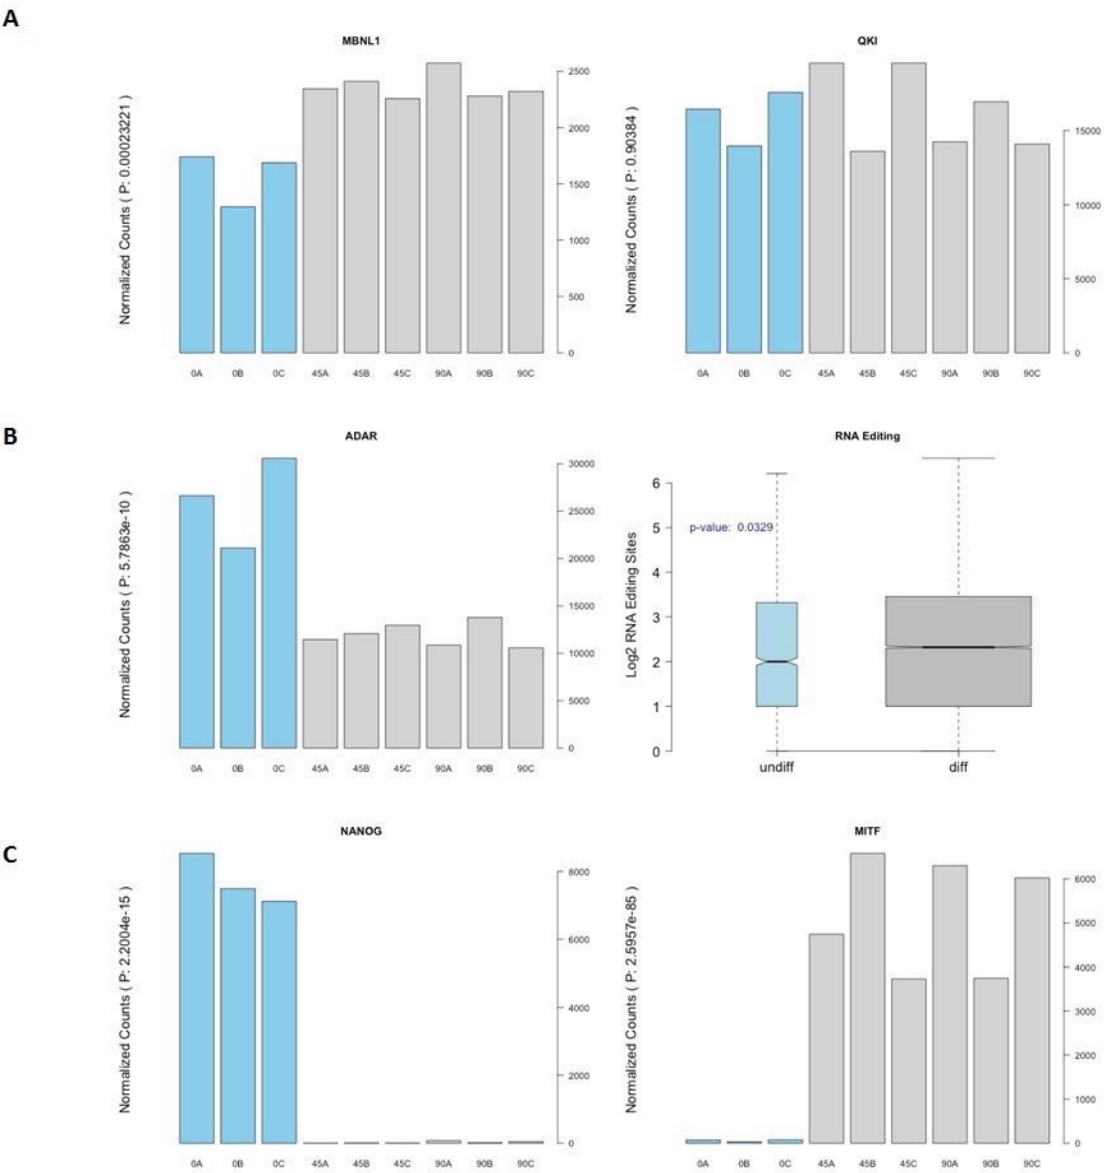 A
MBNL1
Normalized Counts ( P: 0.00023221 )
2500
2000
1500
1000
500
0
0A 0B 0C 45A 45B 45C 90A 90B 90C
QKI
Normalized Counts ( P: 0.90384 )
15000
10000
5000
0
0A 0B 0C 45A 45B 45C 90A 90B 90C
B
ADAR
Normalized Counts ( P: 5.7863e-10 )
30000
25000
20000
15000
10000
5000
0
0A 0B 0C 45A 45B 45C 90A 90B 90C
RNA Editing
Log2 RNA Editing Sites
6
5
4
3
2
1
0
p-value: 0.0329
undiff diff
C
NANOG
Normalized Counts ( P: 2.2004e-15 )
8000
6000
4000
2000
0
0A 0B 0C 45A 45B 45C 90A 90B 90C
MITF
Normalized Counts ( P: 2.5957e-85 )
6000
5000
4000
3000
2000
1000
0
0A 0B 0C 45A 45B 45C 90A 90B 90C